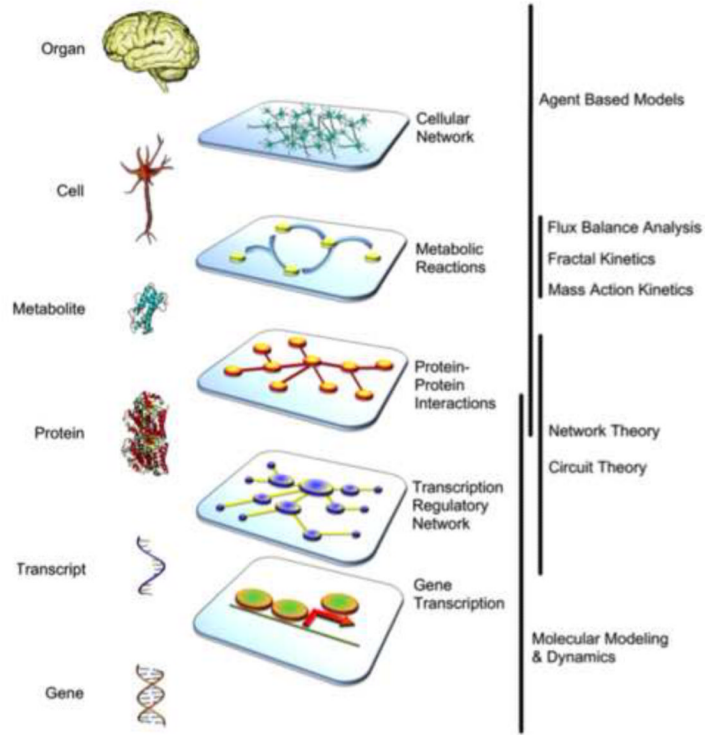 Organ
Cell
Metabolite
Protein
Transcript
Gene
Cellular
Network
Metabolic
Reactions
Protein-
Protein
Interactions
Transcription
Regulatory
Network
Gene
Transcription
Agent Based Models
Flux Balance Analysis
Fractal Kinetics
Mass Action Kinetics
Network Theory
Circuit Theory
Molecular Modeling
& Dynamics